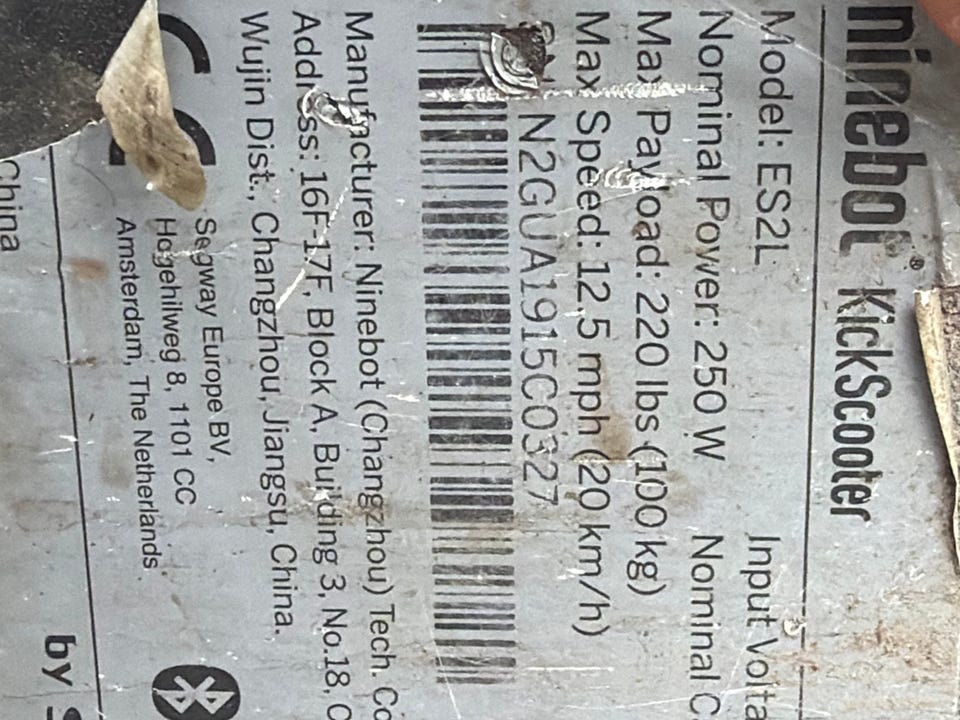 ninebot® KickScooter
Model: ES2L Input Volta
Nominal Power: 250 W Nominal C
Max Payload: 220 lbs (100 kg)
Max Speed: 12.5 mph (20 km/h)
N2GUA1915C0327
Manufacturer: Ninebot (Changzhou) Tech. Co
Address: 16F-17F, Block A, Building 3, No.18, C
Wujin Dist., Changzhou, Jiangsu, China.
CE
Segway Europe BV,
Hogehilweg 8, 1101 CC
Amsterdam, The Netherlands
by S
China